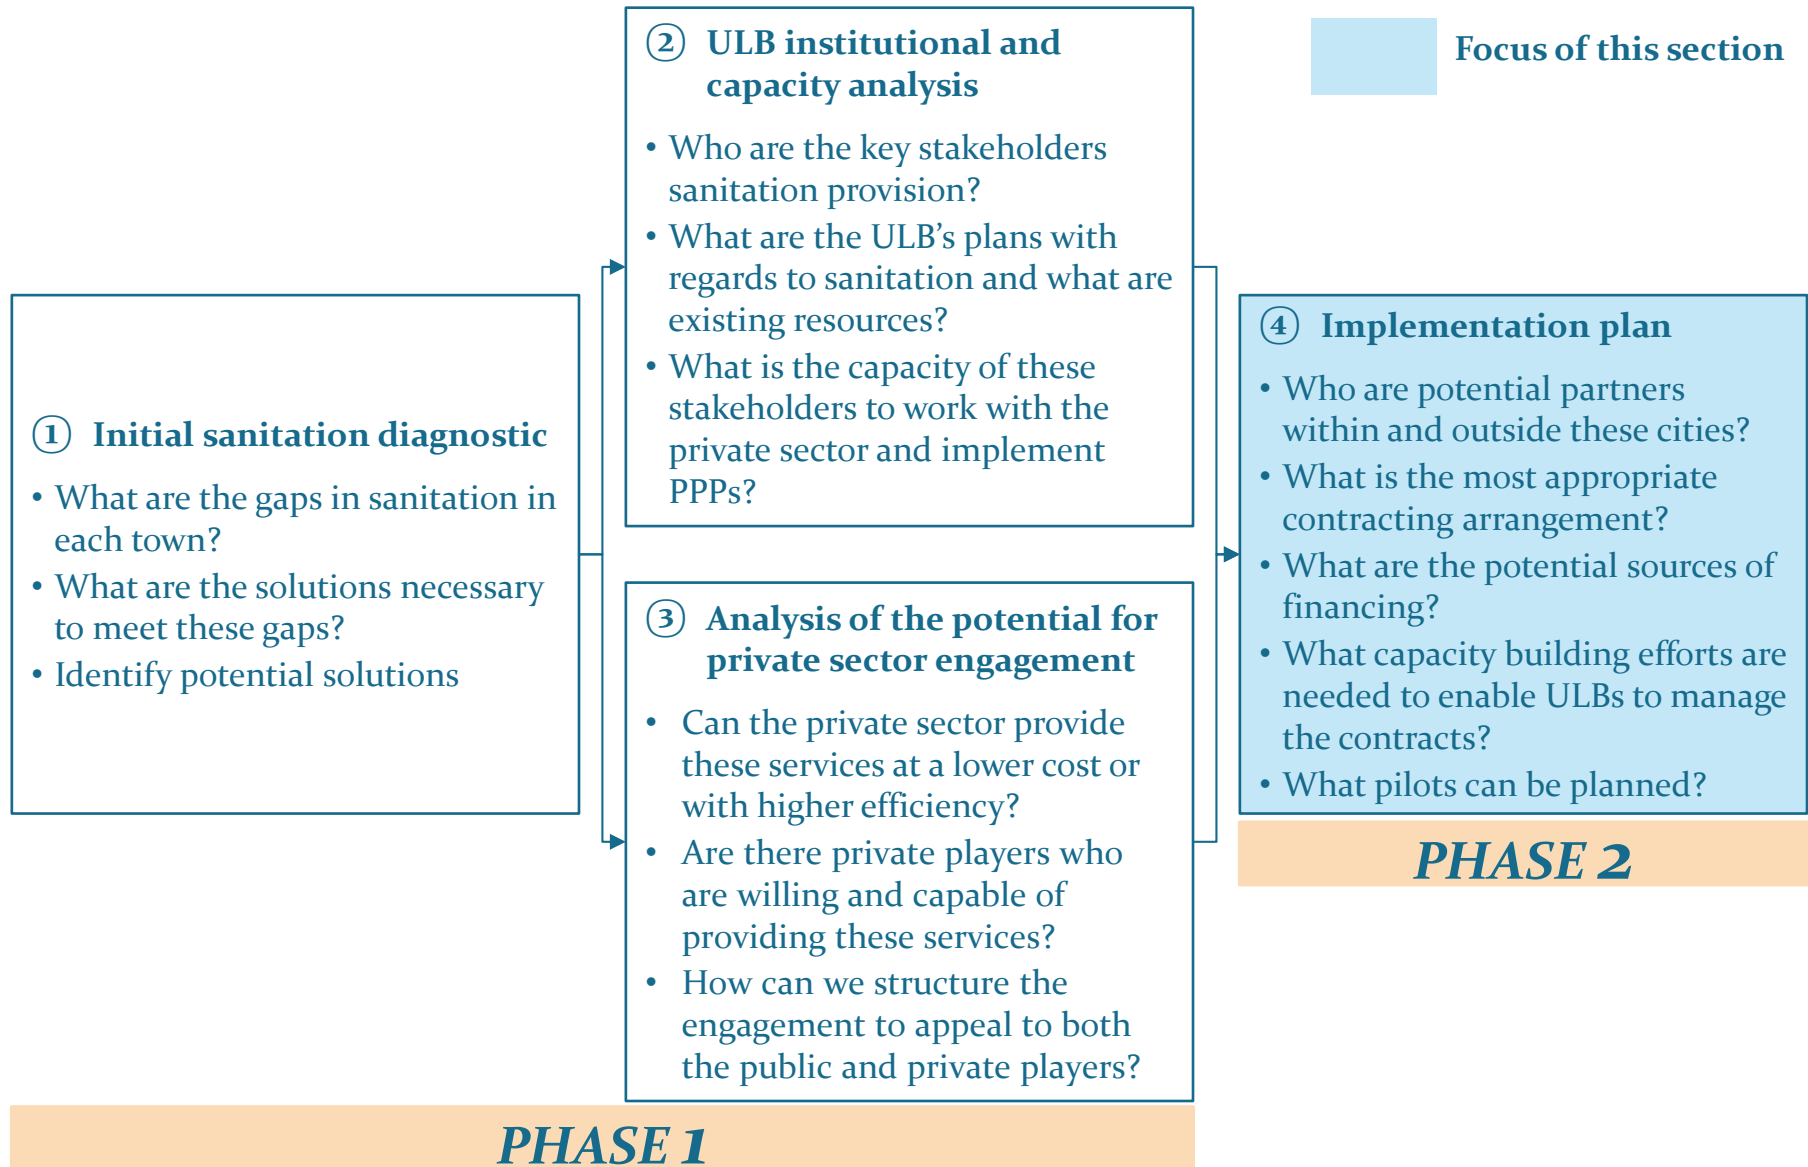 ① Initial sanitation diagnostic
• What are the gaps in sanitation in
each town?
• What are the solutions necessary
to meet these gaps?
• Identify potential solutions
② ULB institutional and
capacity analysis
• Who are the key stakeholders
sanitation provision?
• What are the ULB’s plans with
regards to sanitation and what are
existing resources?
• What is the capacity of these
stakeholders to work with the
private sector and implement
PPPs?
③ Analysis of the potential for
private sector engagement
• Can the private sector provide
these services at a lower cost or
with higher efficiency?
• Are there private players who
are willing and capable of
providing these services?
• How can we structure the
engagement to appeal to both
the public and private players?
PHASE 1
Focus of this section
④ Implementation plan
• Who are potential partners
within and outside these cities?
• What is the most appropriate
contracting arrangement?
• What are the potential sources of
financing?
• What capacity building efforts are
needed to enable ULBs to manage
the contracts?
• What pilots can be planned?
PHASE 2